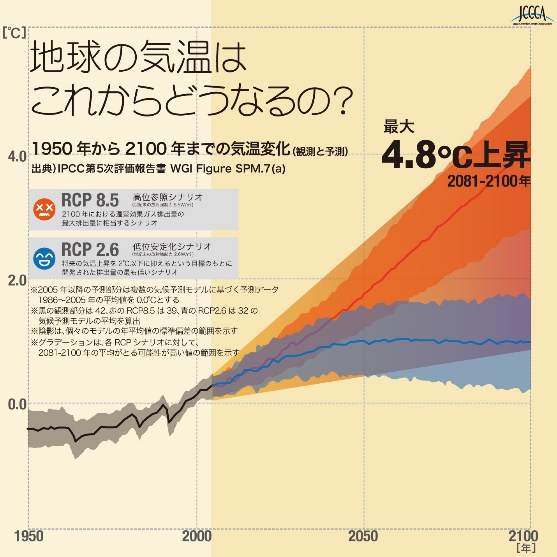 JCCCA
[℃]
地球の気温は
これからどうなるの?
1950年から2100年までの気温変化(観測と予測)
出典)IPCC第5次評価報告書 WGI Figure SPM.7(a)
最大
4.8℃上昇
2081-2100年
4.0
RCP 8.5 高位参照シナリオ
2100年における温室効果ガス排出量の
最大排出量に相当するシナリオ
RCP 2.6 低位安定化シナリオ
将来の気温上昇を2℃以下に抑えるという目標のもとに
開発された排出量の最も低いシナリオ
2.0
※2005年以降の予測部分は複数の気候予測モデルに基づく予測データ
1986~2005年の平均値を0.0℃とする
※黒の観測部分は42、赤のRCP8.5は39、青のRCP2.6は32の
気候予測モデルの平均を算出
※陰影は、個々のモデルの年平均値の標準偏差の範囲を示す
※グラデーションは、各RCPシナリオに対して、
2081-2100年の平均がとる可能性が高い値の範囲を示す
0.0
1950
2000
2050
2100
[年]